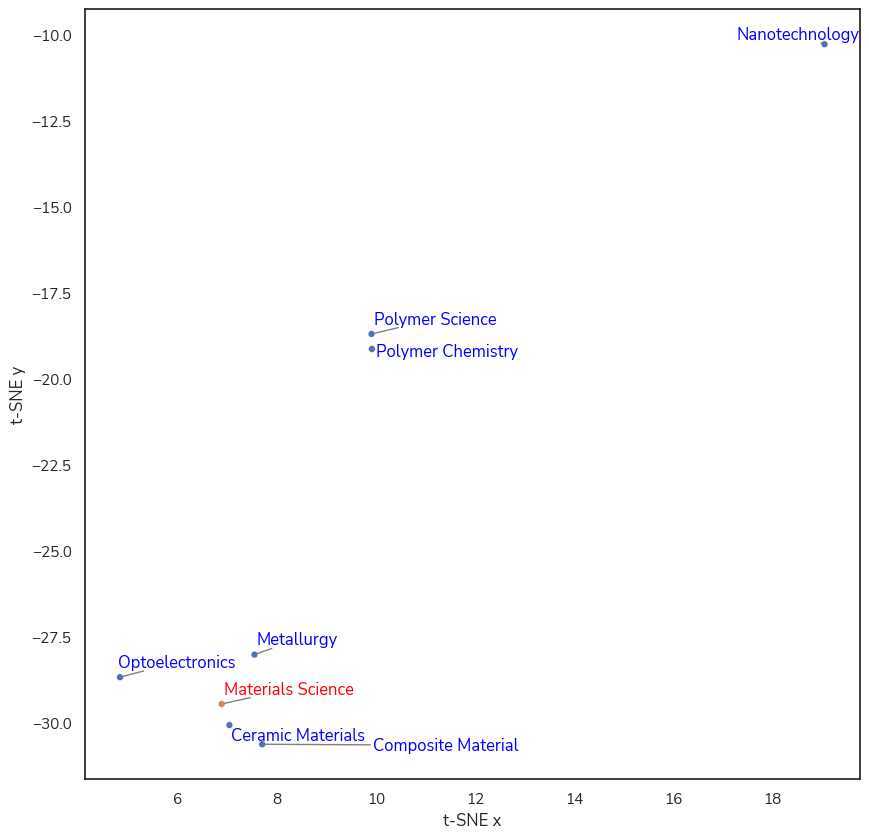 Nanotechnology
−10.0
−12.5
−15.0
−17.5
Polymer Science
Polymer Chemistry
−20.0
t-SNE y
−22.5
−25.0
−27.5
Metallurgy
Optoelectronics
Materials Science
−30.0
Ceramic Materials
Composite Material
6 8 10 12 14 16 18
t-SNE x